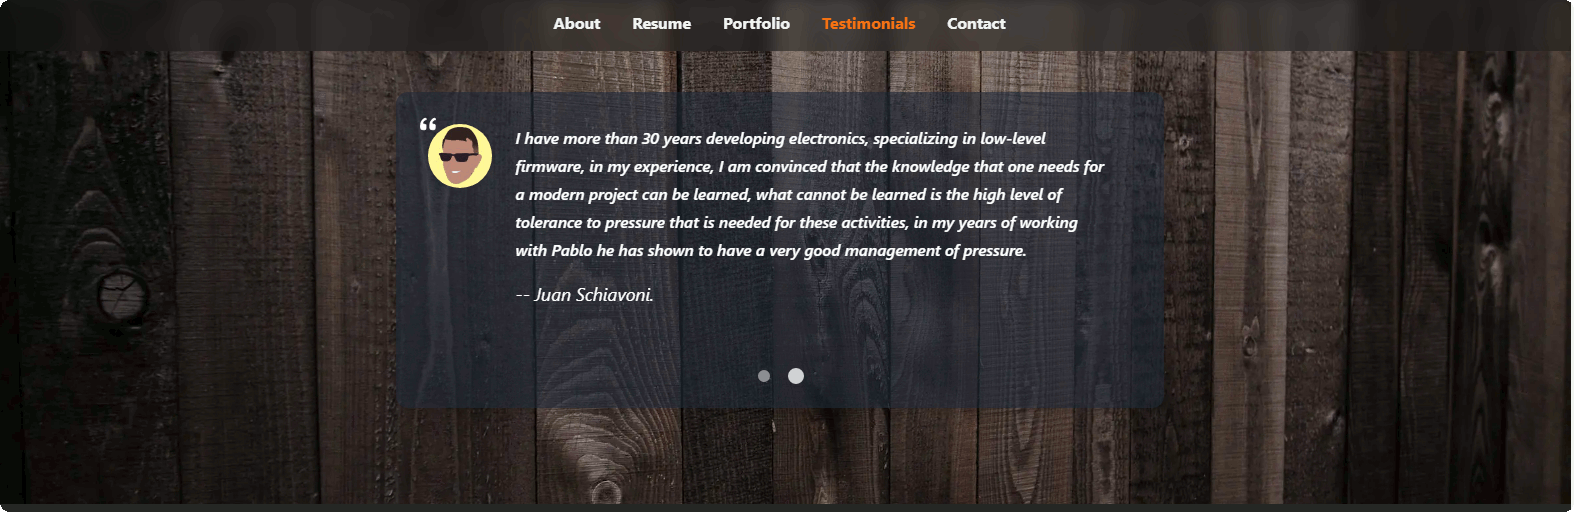 About Resume Portfolio Testimonials Contact
“
I have more than 30 years developing electronics, specializing in low-level
firmware, in my experience, I am convinced that the knowledge that one needs for
a modern project can be learned, what cannot be learned is the high level of
tolerance to pressure that is needed for these activities, in my years of working
with Pablo he has shown to have a very good management of pressure.
-- Juan Schiavoni.